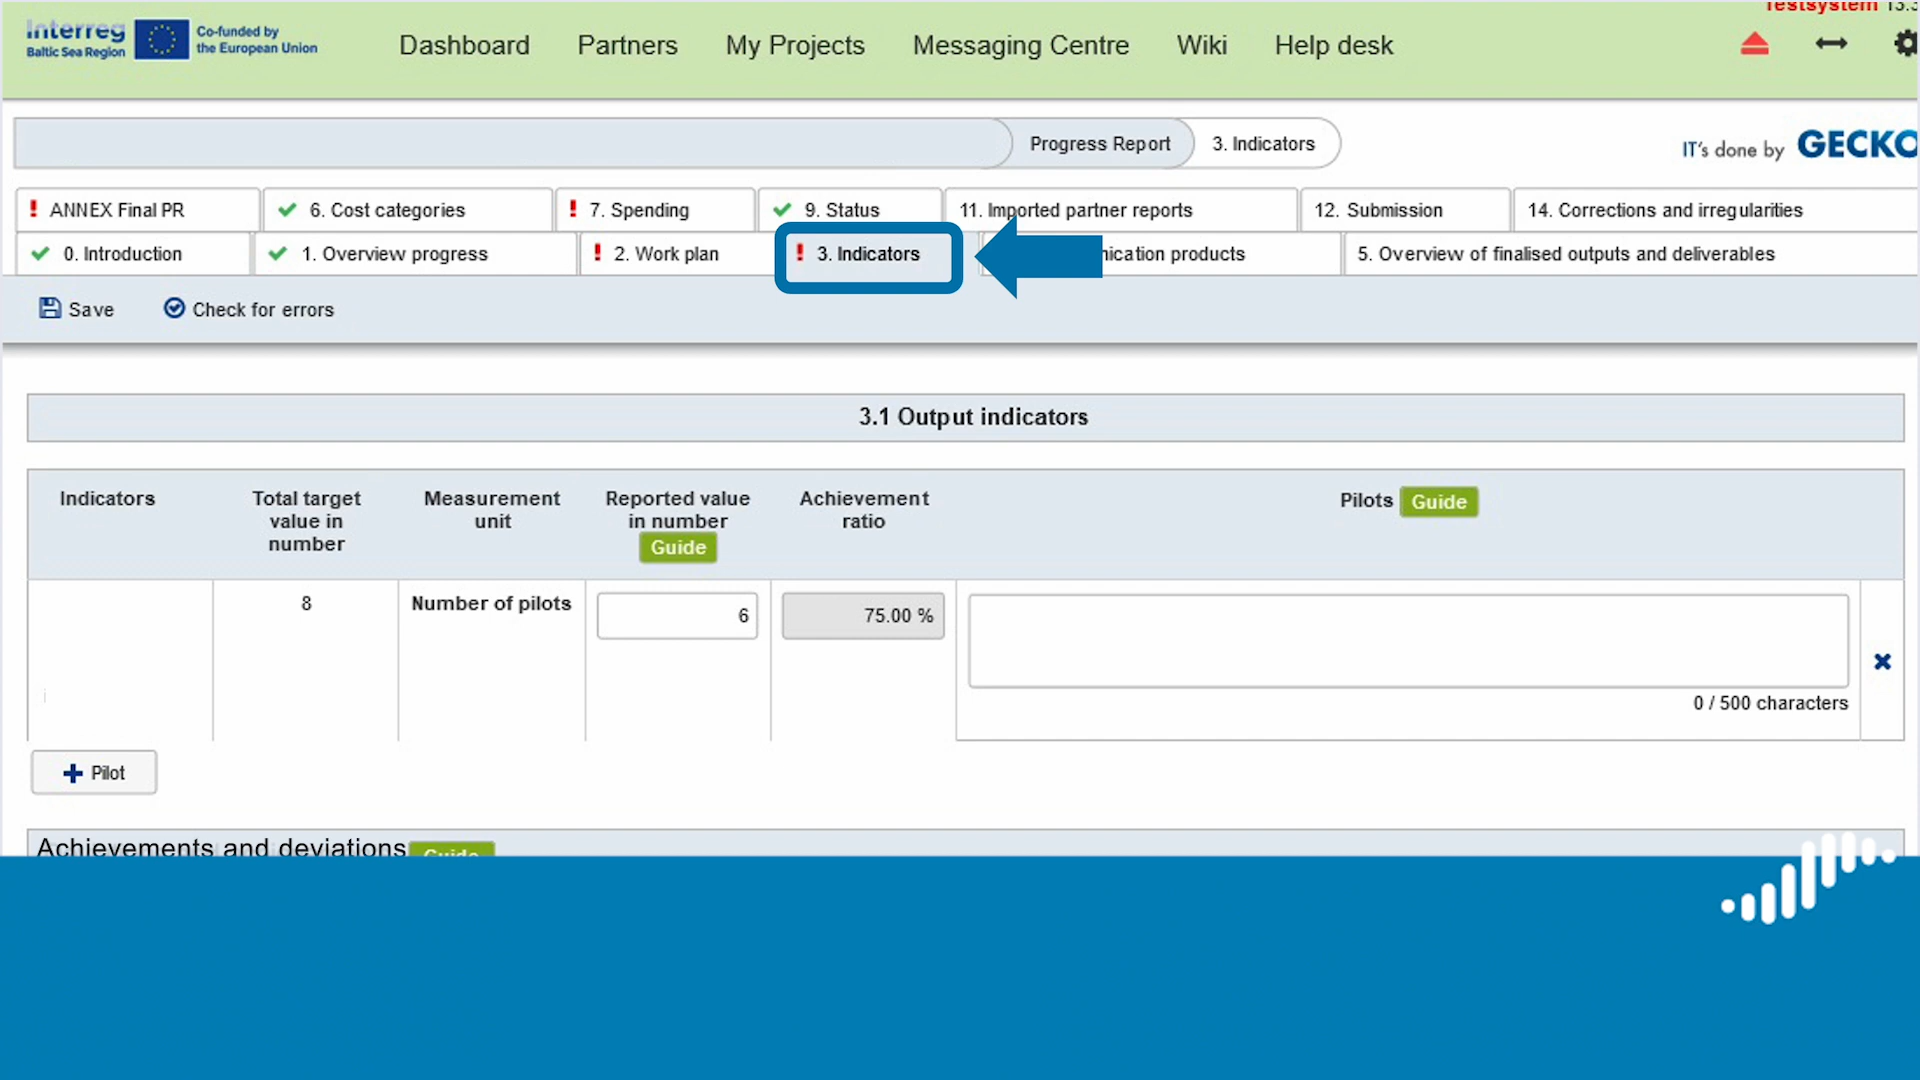 Testsystem
Interreg
Baltic Sea Region
Co-funded by
the European Union
Dashboard
Partners
My Projects
Messaging Centre
Wiki
Help desk
Progress Report
3. Indicators
IT's done by GECKO
! ANNEX Final PR
6. Cost categories
! 7. Spending
9. Status
11. Imported partner reports
12. Submission
14. Corrections and irregularities
0. Introduction
1. Overview progress
! 2. Work plan
! 3. Indicators
products
5. Overview of finalised outputs and deliverables
Save
Check for errors
3.1 Output indicators
Indicators
Total target
value in
number
Measurement
unit
Reported value
in number
Guide
Achievement
ratio
Pilots Guide
8
Number of pilots
6
75.00 %
0 / 500 characters
Pilot
Achievements and deviations Guide